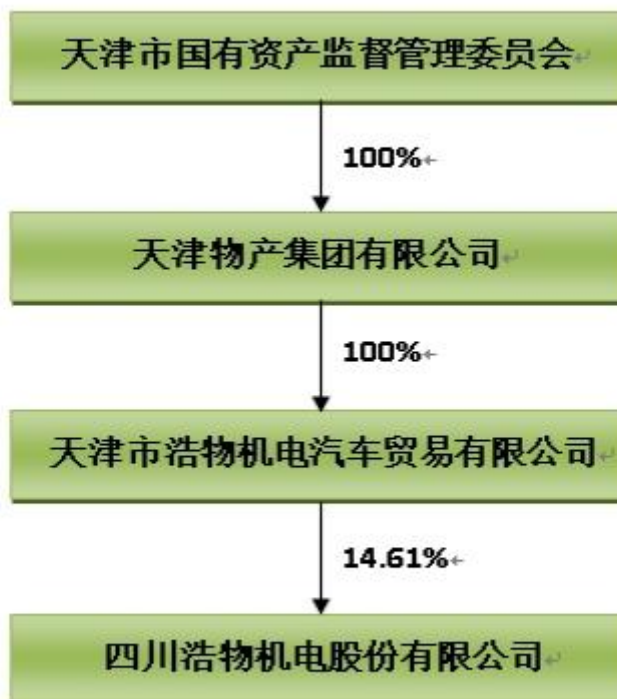 天津市国有资产监督管理委员会
100%
天津物产集团有限公司
100%
天津市浩物机电汽车贸易有限公司
14.61%
四川浩物机电股份有限公司